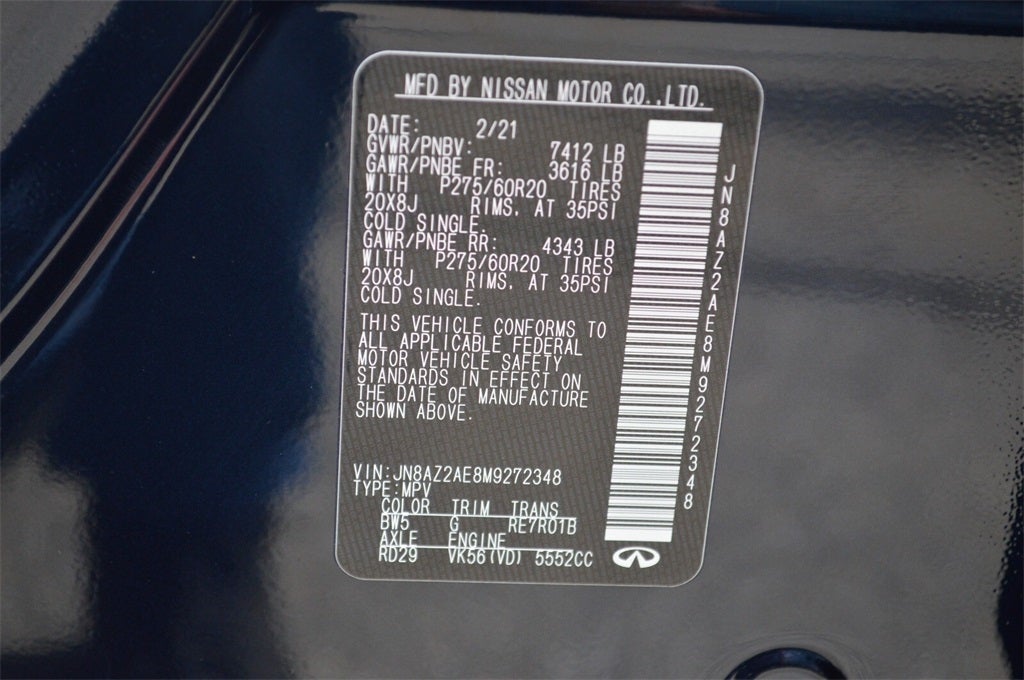 MFD BY NISSAN MOTOR CO.,LTD.
DATE: 2/21
GVWR/PNBV: 7412 LB
GAWR/PNBE FR: 3616 LB
WITH P275/60R20 TIRES
20X8J RIMS, AT 35PSI
COLD SINGLE.
GAWR/PNBE RR: 4343 LB
WITH P275/60R20 TIRES
20X8J RIMS, AT 35PSI
COLD SINGLE.
THIS VEHICLE CONFORMS TO
ALL APPLICABLE FEDERAL
MOTOR VEHICLE SAFETY
STANDARDS IN EFFECT ON
THE DATE OF MANUFACTURE
SHOWN ABOVE.
VIN:JN8AZ2AE8M9272348
TYPE:MPV
COLOR TRIM TRANS
BW5 G RE7R01B
AXLE ENGINE
RD29 VK56(VD) 5552CC
JN8AZ2AE8M9272348